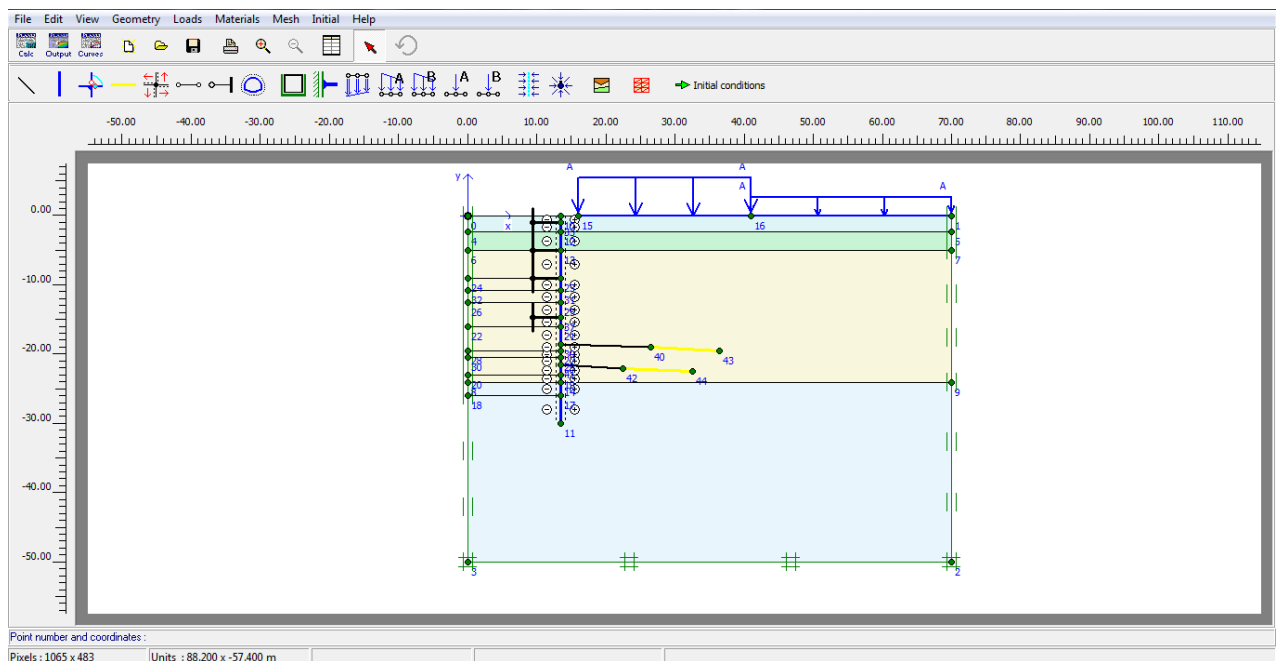 File Edit View Geometry Loads Materials Mesh Initial Help
Calc Output Curves
A B A B Initial conditions
-50.00 -40.00 -30.00 -20.00 -10.00 0.00 10.00 20.00 30.00 40.00 50.00 60.00 70.00 80.00 90.00 100.00 110.00
A A
y
A A
0.00
0 x 15 16 1
4 5
6 7
-10.00
24
32
26
22
-20.00
40 43
28
30
42 44
9
18
-30.00
11
-40.00
-50.00
3 2
Point number and coordinates :
Pixels : 1065 x 483 Units : 88.200 x -57.400 m